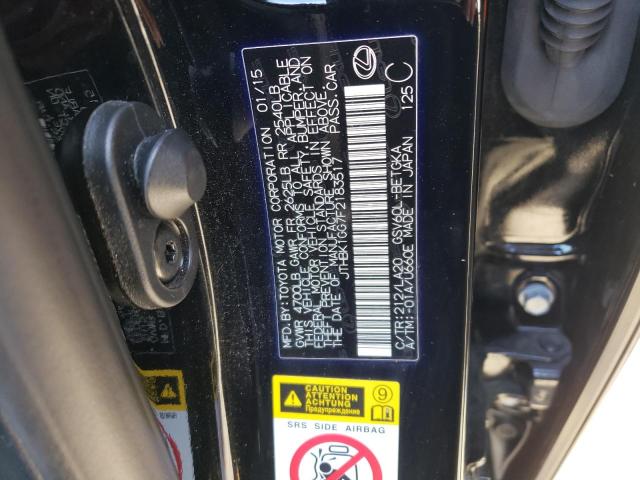 MFD. BY: TOYOTA MOTOR CORPORATION 01/15
GVWR 4700LB GAWR FR 2625LB RR 2540LB
THIS VEHICLE CONFORMS TO ALL APPLICABLE
FEDERAL MOTOR VEHICLE SAFETY, BUMPER, AND
THEFT PREVENTION STANDARDS IN EFFECT ON
THE DATE OF MANUFACTURE SHOWN ABOVE.
JTHBK1GG7F2183517 PASS. CAR
C/TR: 212/LA20 GSV60L-BETGKA
A/TM: -01A/U660E MADE IN JAPAN 125
C
CAUTION
ATTENTION
ACHTUNG
Предупреждение
9
SRS SIDE AIRBAG